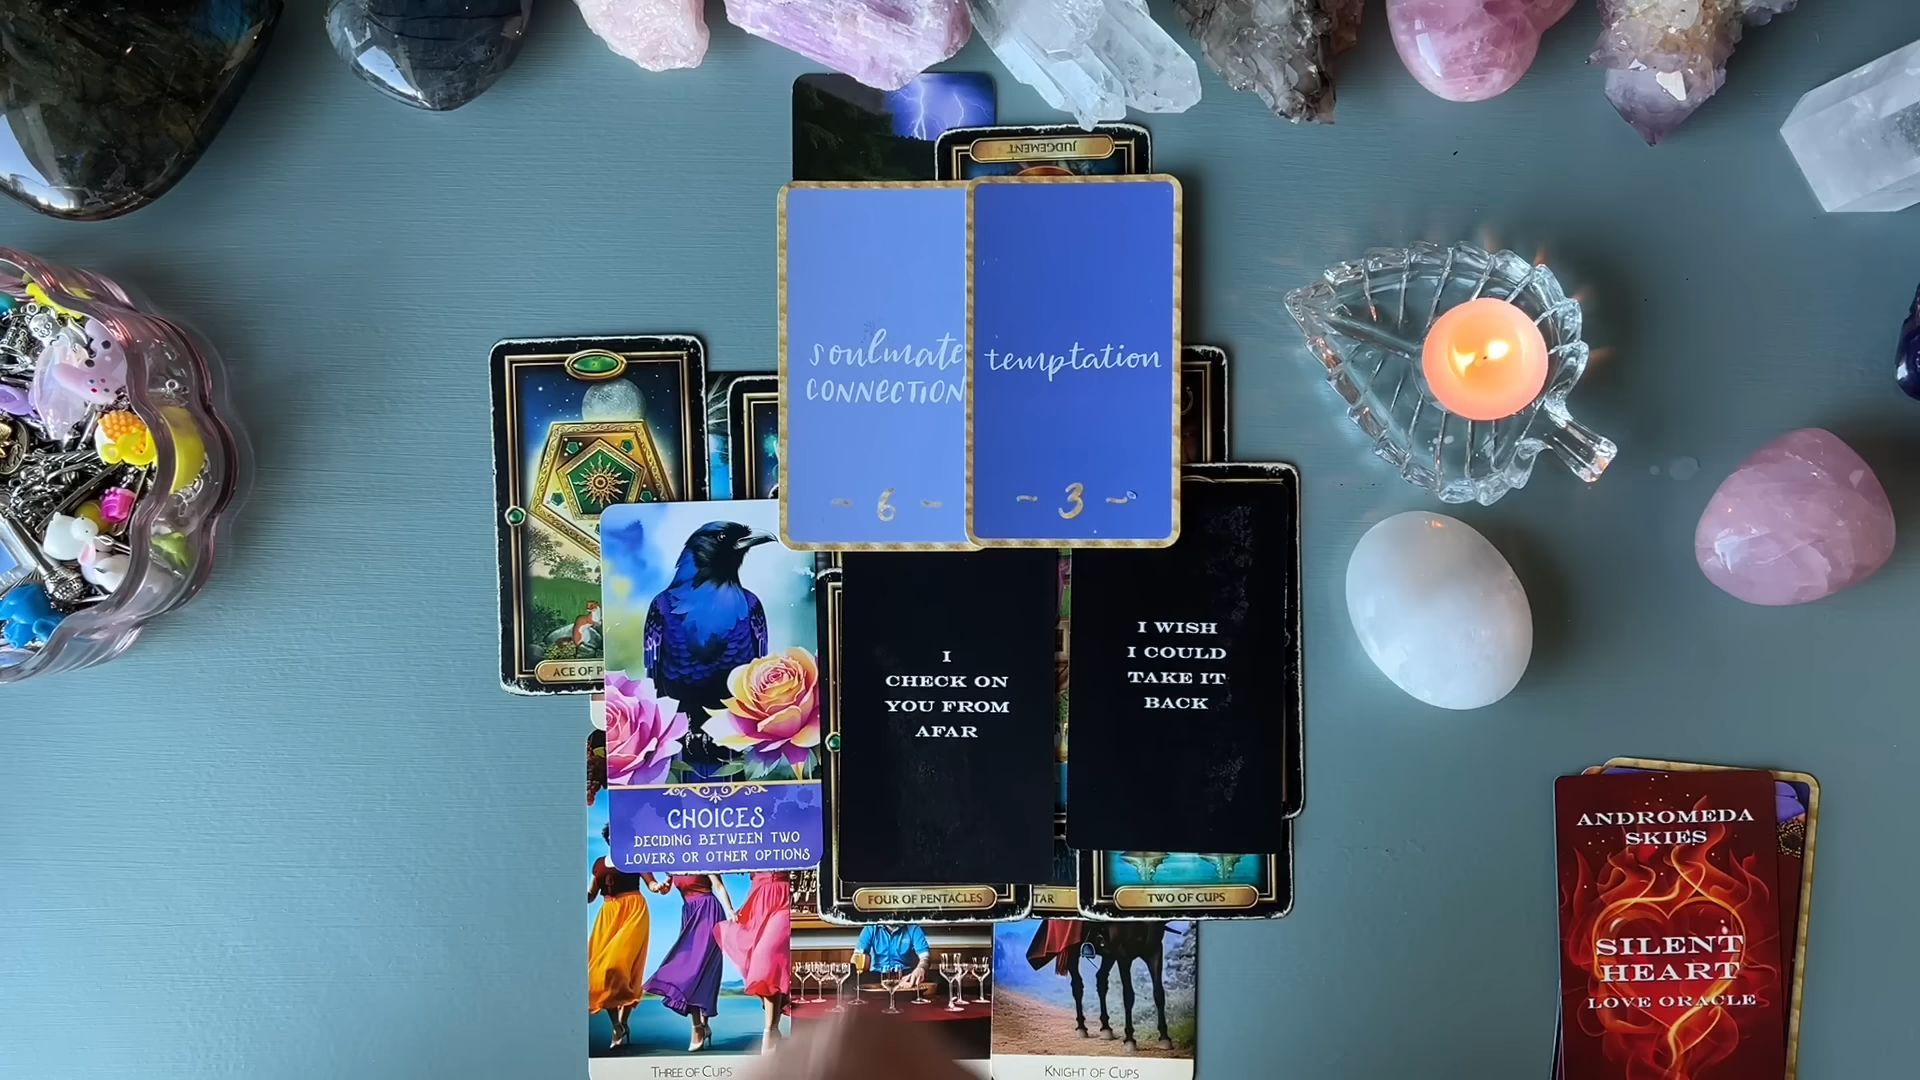 JUDGEMENT
soulmate
CONNECTION
~ 6 ~
temptation
~ 3 ~
ACE OF P
CHOICES
DECIDING BETWEEN TWO
LOVERS OR OTHER OPTIONS
I
CHECK ON
YOU FROM
AFAR
I WISH
I COULD
TAKE IT
BACK
FOUR OF PENTACLES
TAR
TWO OF CUPS
THREE OF CUPS
KNIGHT OF CUPS
ANDROMEDA
SKIES
SILENT
HEART
LOVE ORACLE